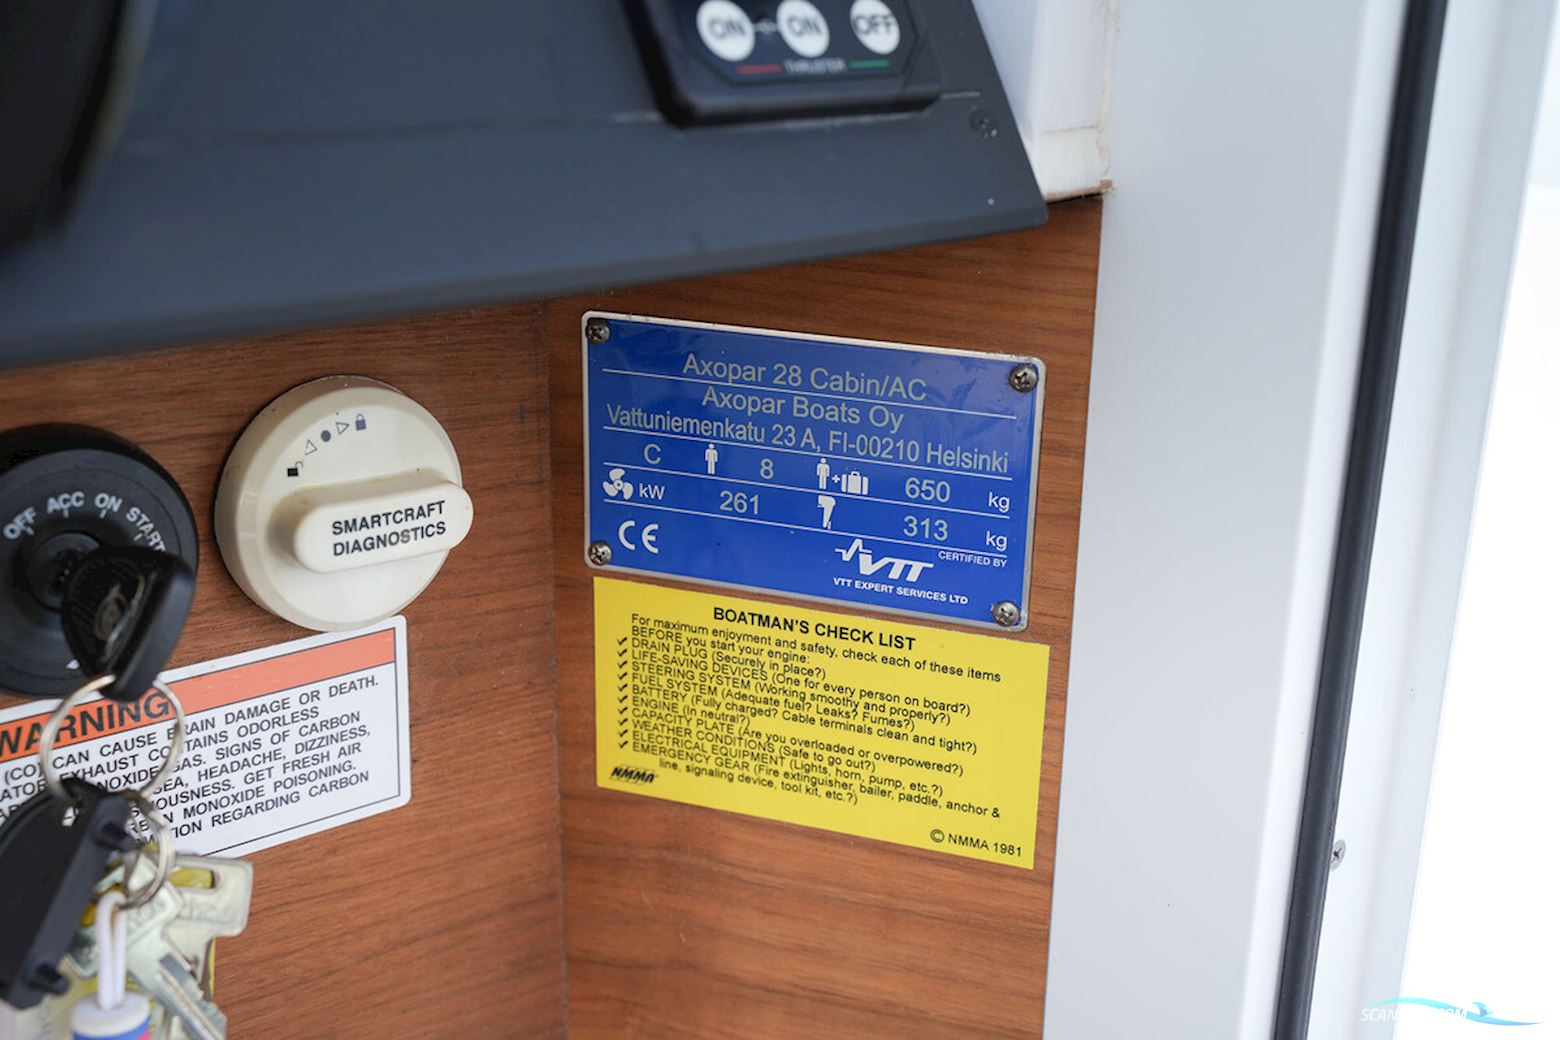 ON ON OFF
THRUSTER
OFF ACC ON START
SMARTCRAFT
DIAGNOSTICS
Axopar 28 Cabin/AC
Axopar Boats Oy
Vattuniemenkatu 23 A, FI-00210 Helsinki
C 8 + 650 kg
kW 261 313 kg
CE
VTT
CERTIFIED BY
VTT EXPERT SERVICES LTD
WARNING
(CO) CAN CAUSE BRAIN DAMAGE OR DEATH.
EXHAUST CONTAINS ODORLESS
GAS. SIGNS OF CARBON
HEADACHE, DIZZINESS,
GET FRESH AIR
MONOXIDE POISONING.
REGARDING CARBON
BOATMAN'S CHECK LIST
For maximum enjoyment and safety, check each of these items
BEFORE you start your engine:
✓ DRAIN PLUG (Securely in place?)
✓ LIFE-SAVING DEVICES (One for every person on board?)
✓ STEERING SYSTEM (Working smoothly and properly?)
✓ FUEL SYSTEM (Adequate fuel? Leaks? Fumes?)
✓ BATTERY (Fully charged? Cable terminals clean and tight?)
✓ ENGINE (In neutral?)
✓ CAPACITY PLATE (Are you overloaded or overpowered?)
✓ WEATHER CONDITIONS (Safe to go out?)
✓ ELECTRICAL EQUIPMENT (Lights, horn, pump, etc.?)
✓ EMERGENCY GEAR (Fire extinguisher, bailer, paddle, anchor &
line, signaling device, tool kit, etc.?)
NMMA
© NMMA 1981